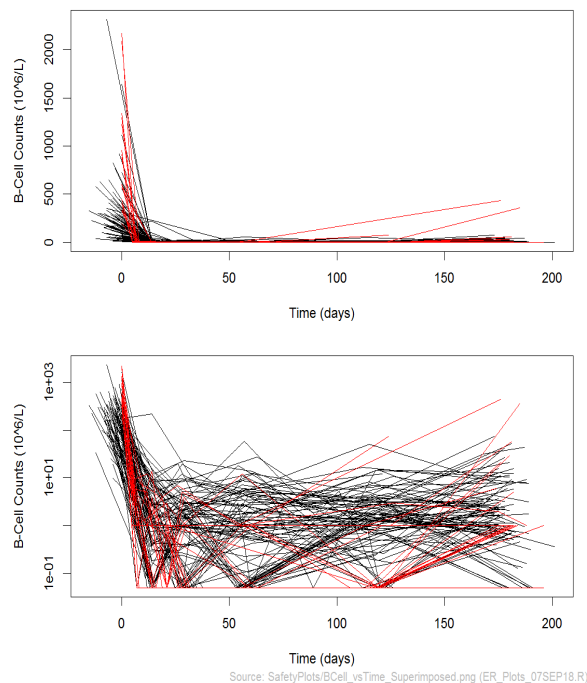 B-Cell Counts (10^6/L)
0
500
1000
1500
2000
0
50
100
150
200
Time (days)
B-Cell Counts (10^6/L)
1e-01
1e+01
1e+03
0
50
100
150
200
Time (days)
Source: SafetyPlots/BCell_vsTime_Superimposed.png (ER_Plots_07SEP18.R)